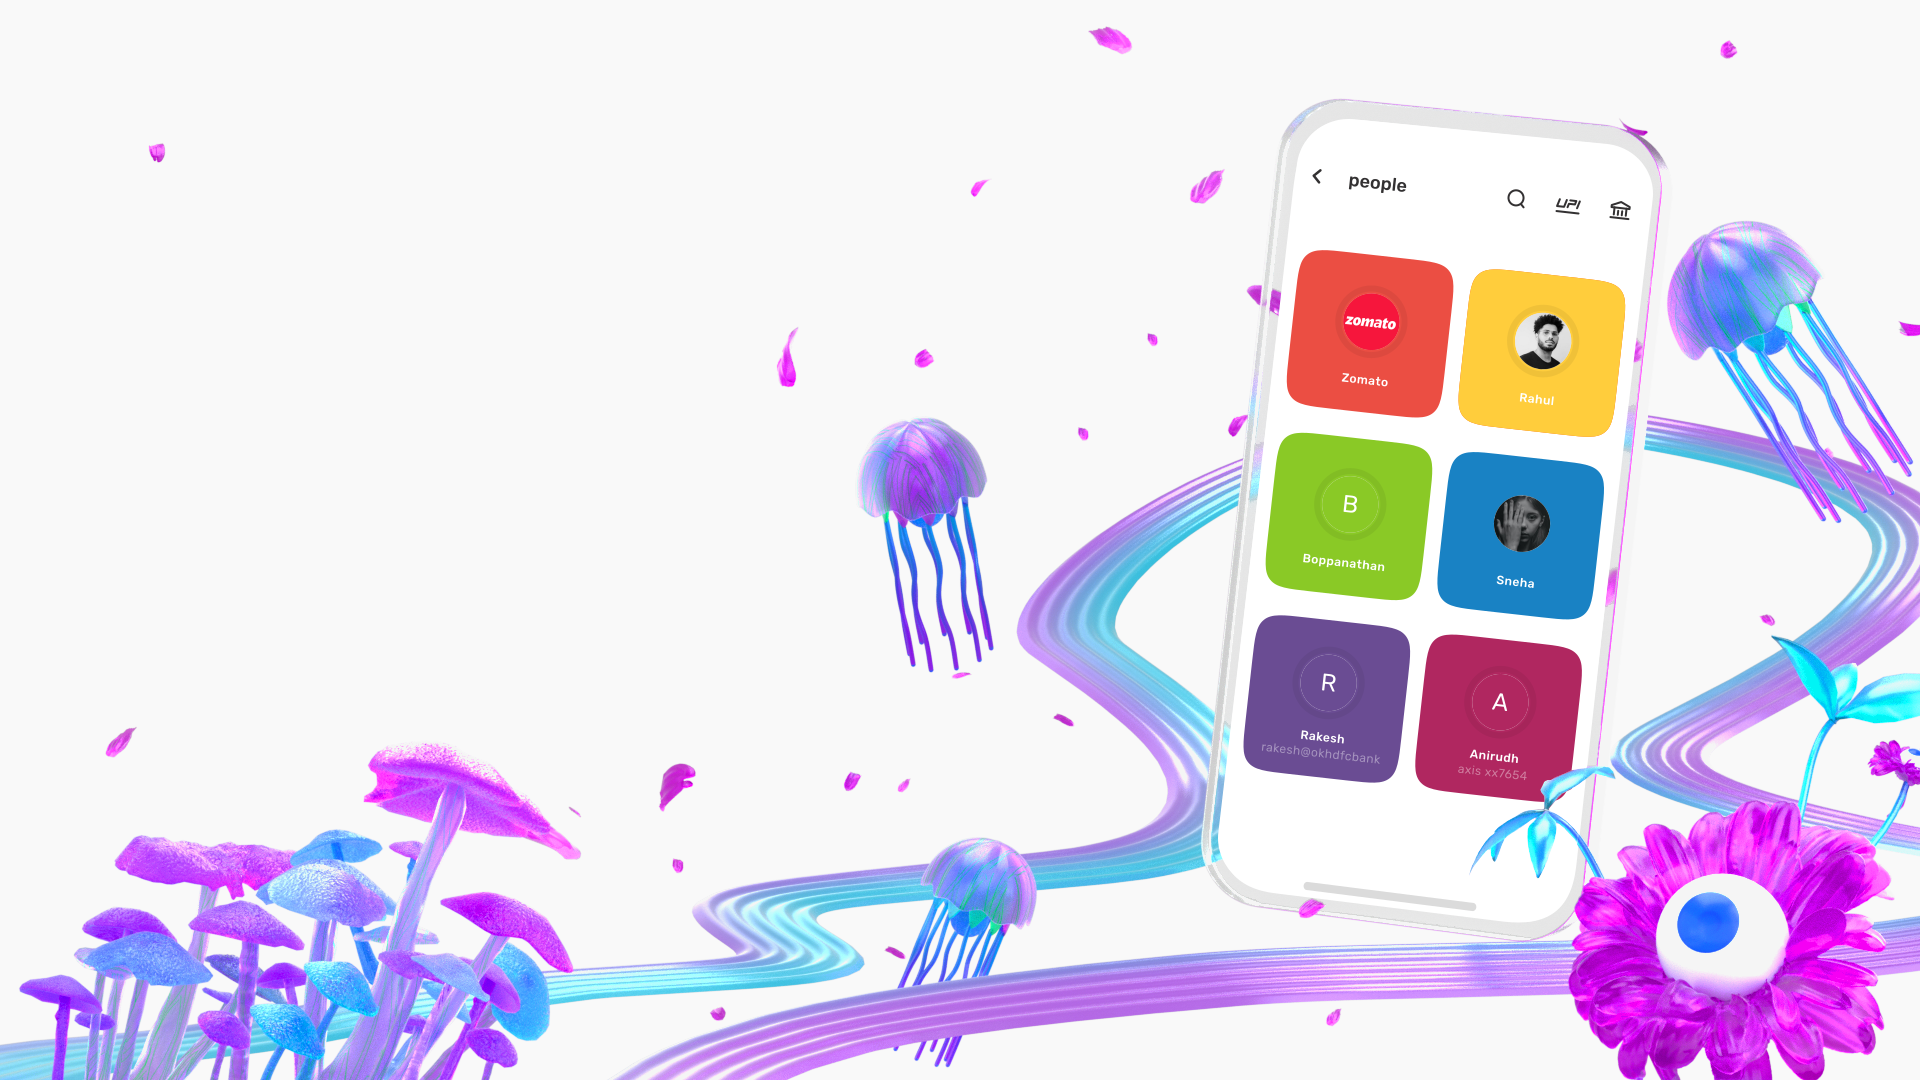 people
UPI
zomato
Zomato
Rahul
B
Boppanathan
Sneha
R
Rakesh
rakesh@okhdfcbank
A
Anirudh
axis xx7654